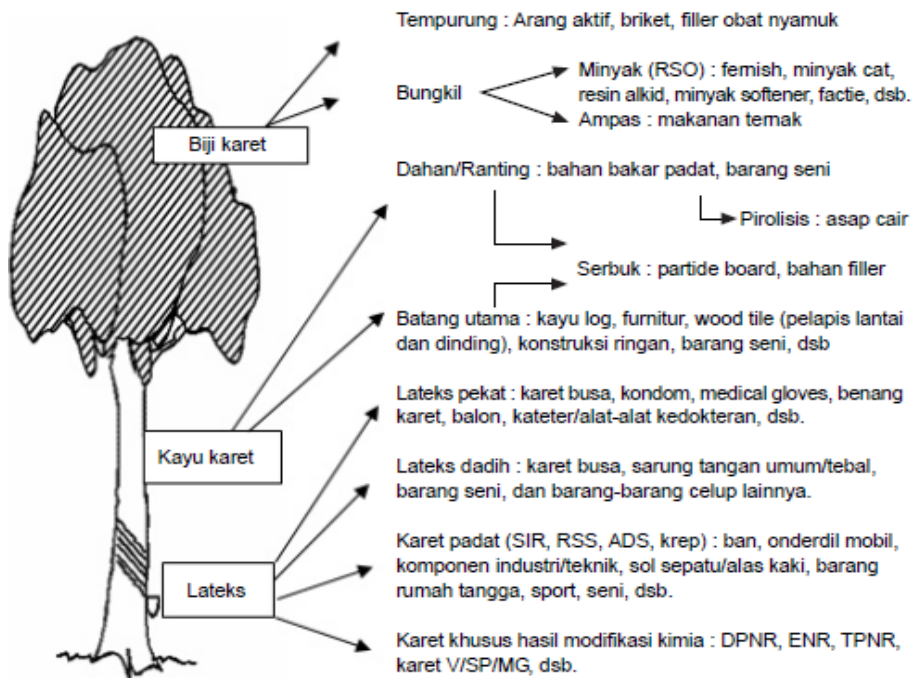 Tempurung : Arang aktif, briket, filler obat nyamuk
Bungkil
Minyak (RSO) : fernish, minyak cat,
resin alkid, minyak softener, factie, dsb.
Ampas : makanan ternak
Biji karet
Dahan/Ranting : bahan bakar padat, barang seni
Pirolisis : asap cair
Serbuk : partide board, bahan filler
Batang utama : kayu log, furnitur, wood tile (pelapis lantai
dan dinding), konstruksi ringan, barang seni, dsb
Kayu karet
Lateks pekat : karet busa, kondom, medical gloves, benang
karet, balon, kateter/alat-alat kedokteran, dsb.
Lateks dadih : karet busa, sarung tangan umum/tebal,
barang seni, dan barang-barang celup lainnya.
Karet padat (SIR, RSS, ADS, krep) : ban, onderdil mobil,
komponen industri/teknik, sol sepatu/alas kaki, barang
rumah tangga, sport, seni, dsb.
Lateks
Karet khusus hasil modifikasi kimia : DPNR, ENR, TPNR,
karet V/SP/MG, dsb.